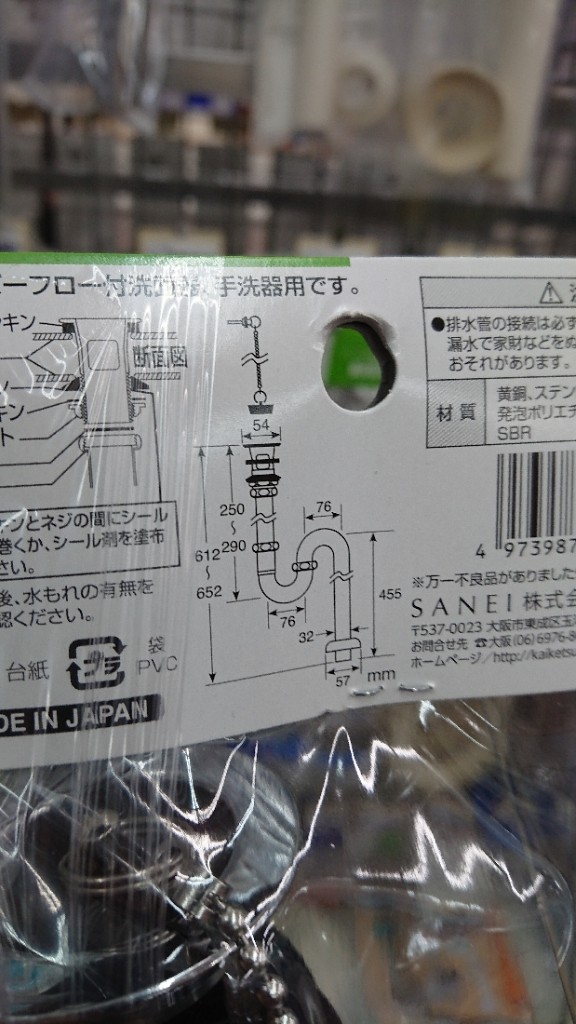 ーフロー付洗面器、手洗器用です。
キン
断面図
ン
キン
ト
ンとネジの間にシール
巻くか、シール剤を塗布
さい。
後、水もれの有無を
認ください。
台紙
袋
PVC
DE IN JAPAN
54
250
〜
290
612
〜
652
76
76
455
32
57
mm
●排水管の接続は必ず
漏水で家財などをぬ
おそれがあります。
材質
黄銅、ステン
発泡ポリエチ
SBR
4 973987
※万一不良品がありました
SANEI 株式会
〒537-0023 大阪市東成区玉
お問合せ先 ☎大阪(06)6976-8
ホームページ/http://kaiketsu